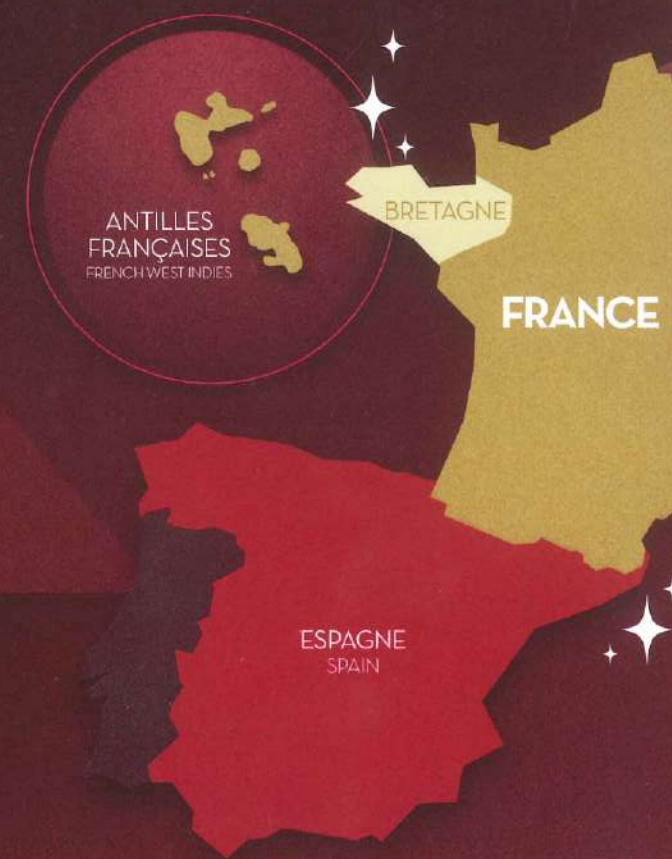 ANTILLES
FRANÇAISES
FRENCH WEST INDIES
BRETAGNE
FRANCE
ESPAGNE
SPAIN